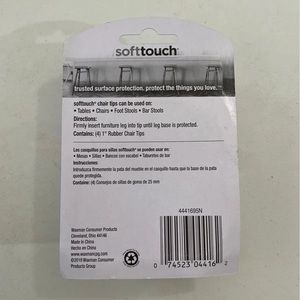 softtouch®
trusted surface protection. protect the things you love.™
softtouch® chair tips can be used on:
• Tables • Chairs • Foot Stools • Bar Stools
Directions:
Firmly insert furniture leg into tip until leg base is protected.
Contains: (4) 1" Rubber Chair Tips
Los casquillos para sillas softtouch® se pueden usar en:
• Mesas • Sillas • Bancos con escabel • Taburetes de bar
Instrucciones
Introduzca firmemente la pata del mueble en el casquillo hasta que la base de la pata
quede protegida.
Contiene: (4) Conteras de sillas de goma de 25 mm
Waxman Consumer Products
Cleveland, Ohio 44146
Made in China
Hecho en China
www.waxmancpg.com
©2019 Waxman Consumer
Products Group
4441695N
0 74523 04416 2